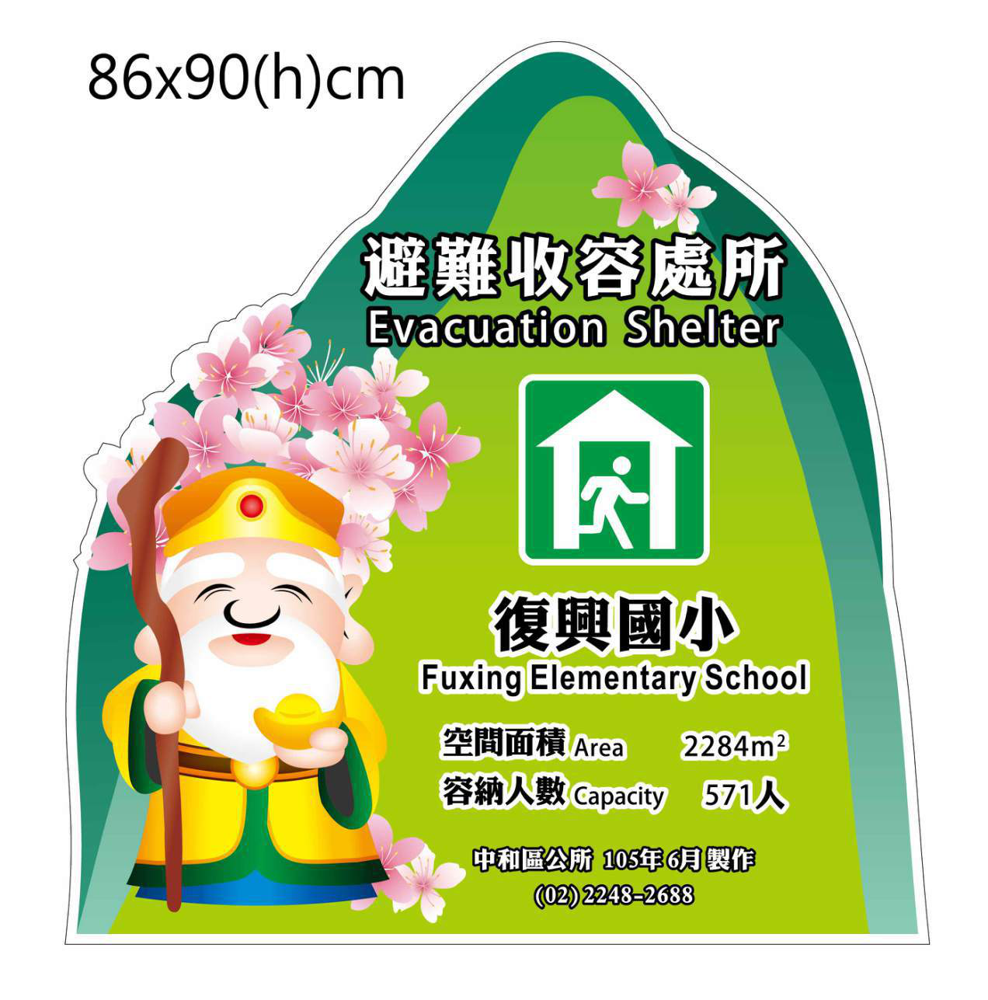 86x90(h)cm
避難收容處所
Evacuation Shelter
復興國小
Fuxing Elementary School
空間面積 Area 2284m²
容納人數 Capacity 571人
中和區公所 105年6月製作
(02)2248-2688